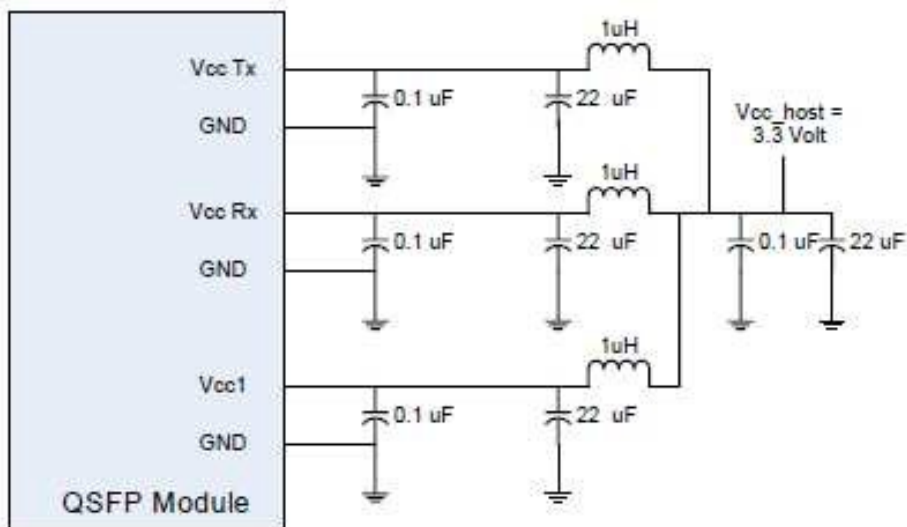 1uH
Vcc Tx
0.1 uF
22 uF
Vcc_host =
3.3 Volt
GND
1uH
Vcc Rx
0.1 uF
22 uF
0.1 uF
22 uF
GND
1uH
Vcc1
0.1 uF
22 uF
GND
QSFP Module